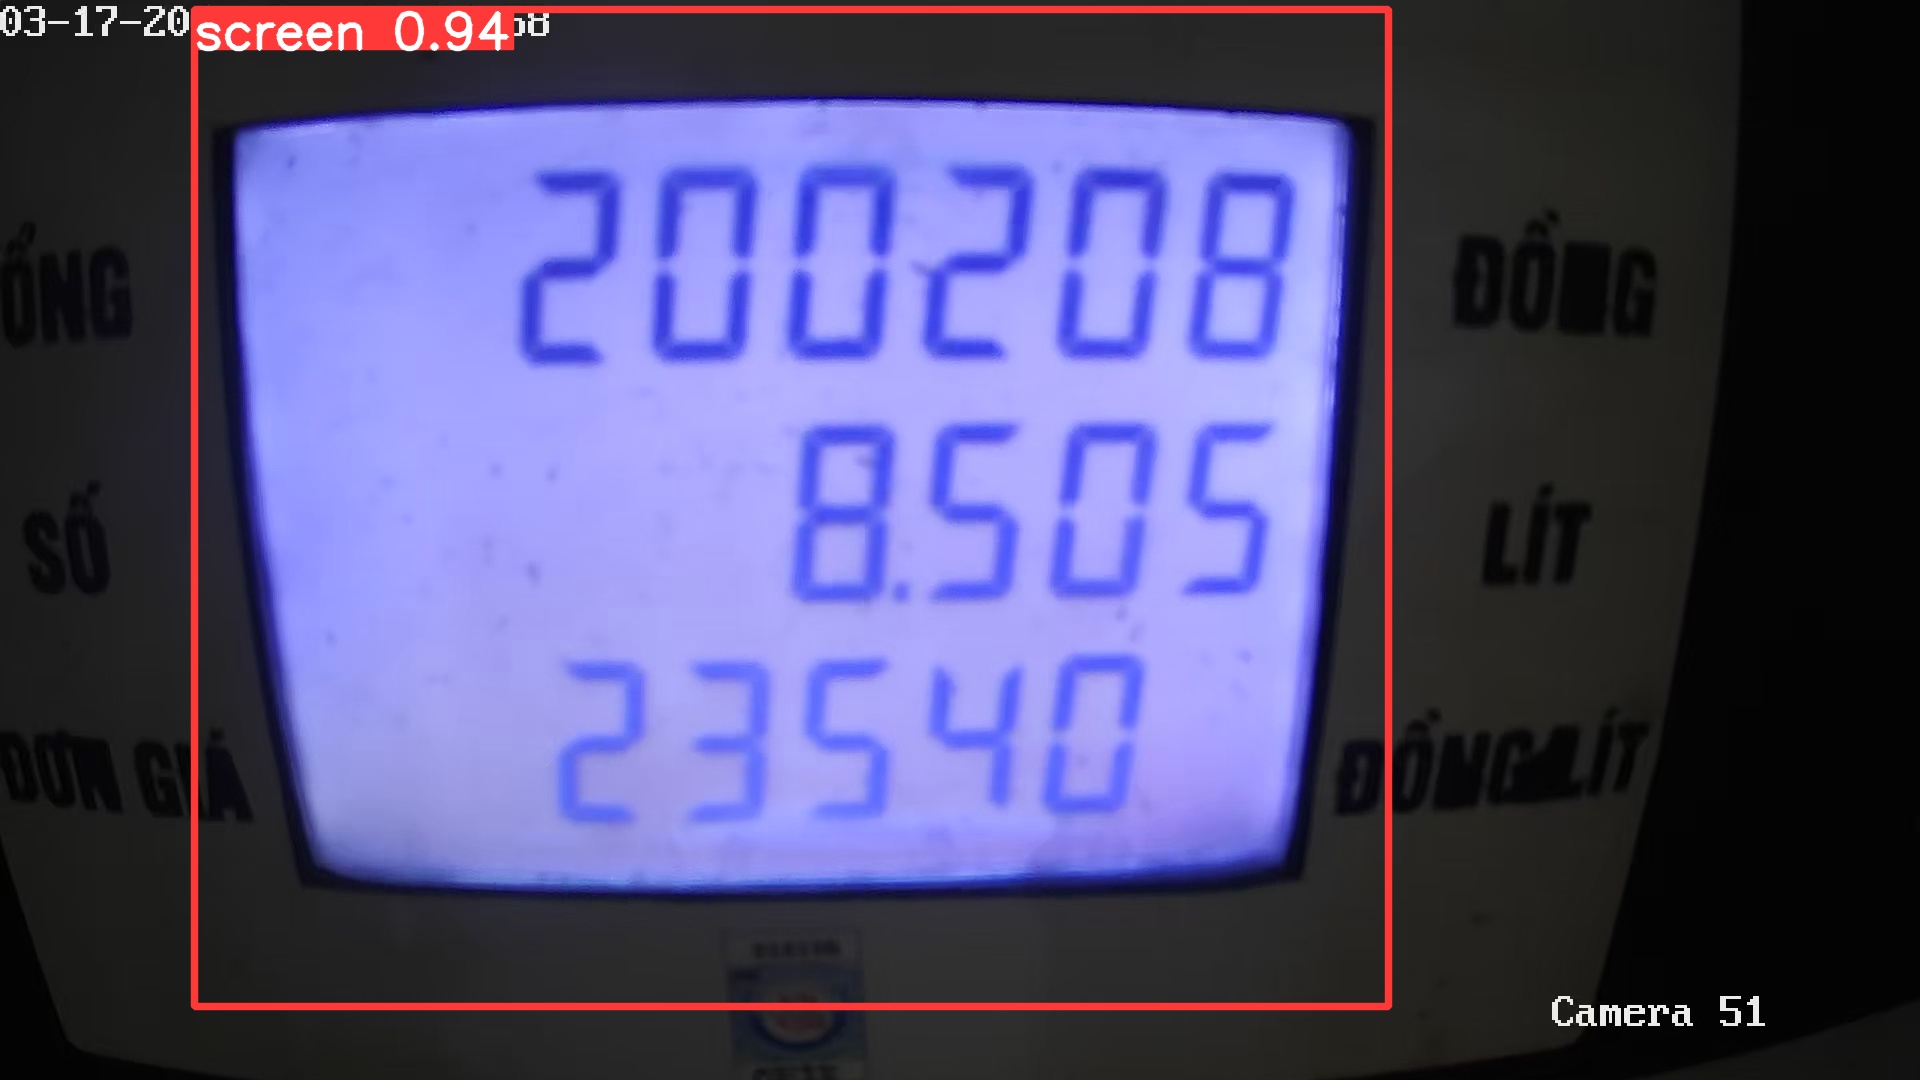 03-17-20
screen 0.94
58
200208
ĐỒNG
8.505
SỐ
LÍT
23540
ĐƠN GIÁ
ĐỒNG/LÍT
Camera 51